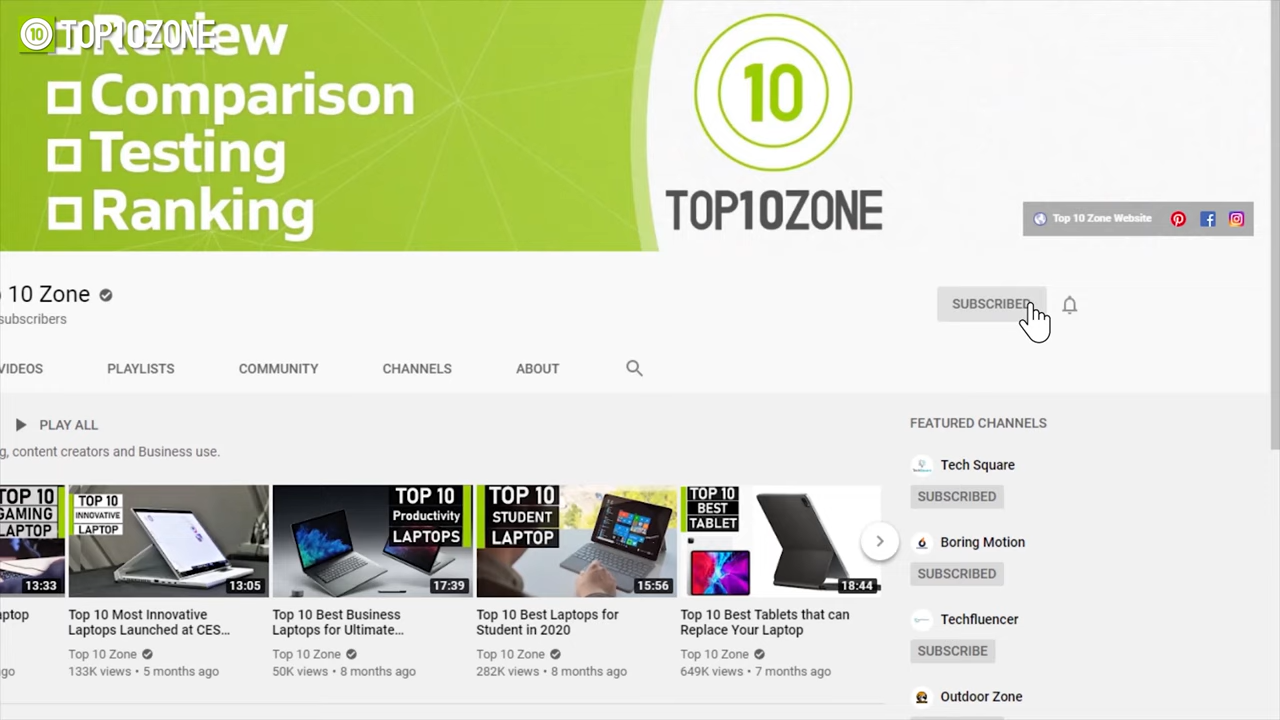 10
TOP10ZONE
Review
Comparison
Testing
Ranking
10
TOP10ZONE
Top 10 Zone Website
10 Zone
subscribers
SUBSCRIBED
VIDEOS
PLAYLISTS
COMMUNITY
CHANNELS
ABOUT
PLAY ALL
g, content creators and Business use.
TOP 10
GAMING
LAPTOP
13:33
TOP 10
INNOVATIVE
LAPTOP
13:05
TOP 10
Productivity
LAPTOPS
17:39
TOP 10
STUDENT
LAPTOP
15:56
TOP 10
BEST
TABLET
18:44
aptop
go
Top 10 Most Innovative
Laptops Launched at CES...
Top 10 Zone
133K views • 5 months ago
Top 10 Best Business
Laptops for Ultimate...
Top 10 Zone
50K views • 8 months ago
Top 10 Best Laptops for
Student in 2020
Top 10 Zone
282K views • 8 months ago
Top 10 Best Tablets that can
Replace Your Laptop
Top 10 Zone
649K views • 7 months ago
FEATURED CHANNELS
Tech Square
SUBSCRIBED
Boring Motion
SUBSCRIBED
Techfluencer
SUBSCRIBE
Outdoor Zone